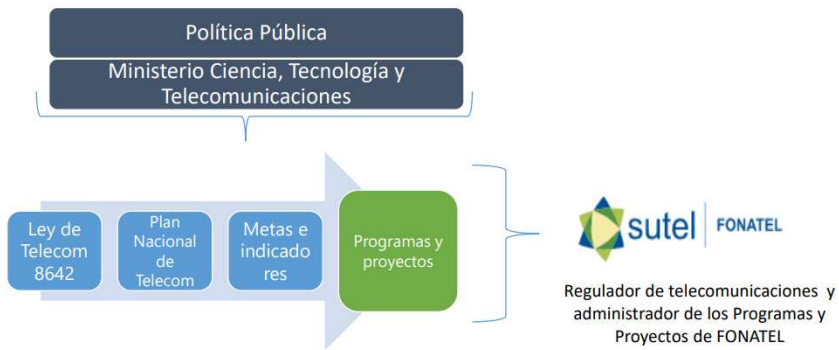 Política Pública
Ministerio Ciencia, Tecnología y
Telecomunicaciones
Ley de
Telecom
8642
Plan
Nacional
de
Telecom
Metas e
indicado
res
Programas y
proyectos
sutel FONATEL
Regulador de telecomunicaciones y
administrador de los Programas y
Proyectos de FONATEL